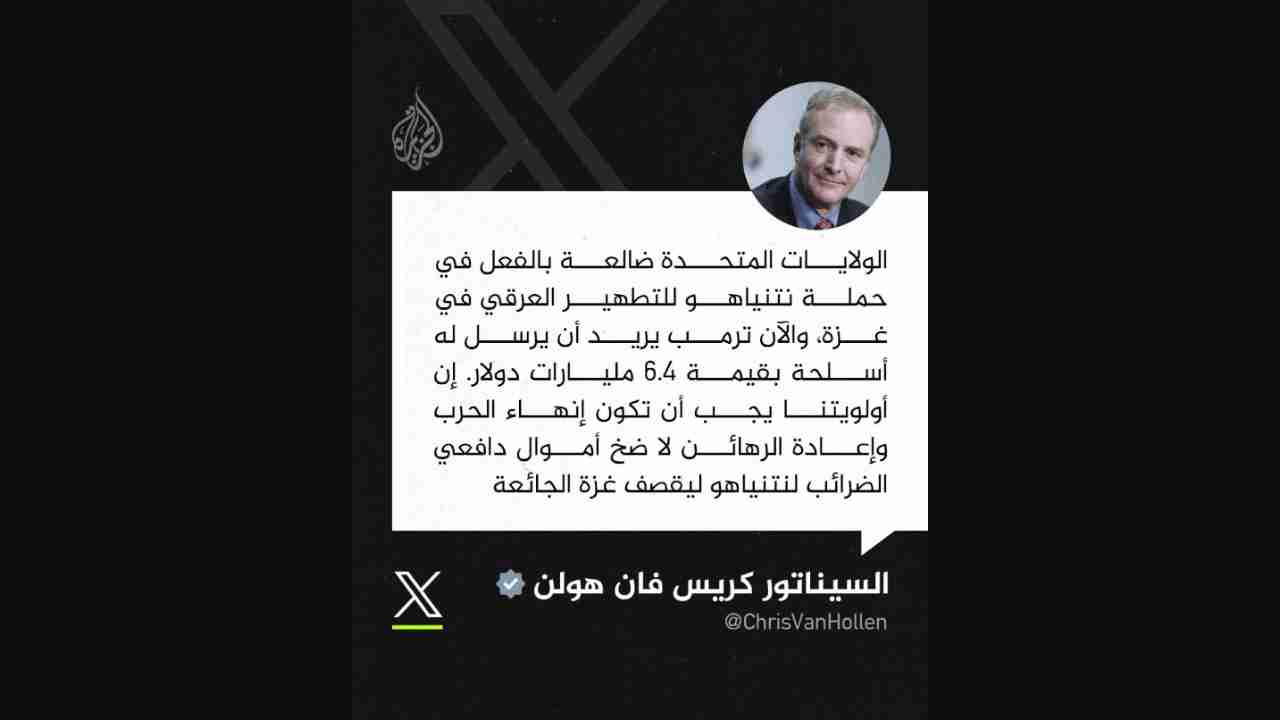 الجزيرة
الولايات المتحدة ضالعة بالفعل في
حملة نتنياهو للتطهير العرقي في
غزة، والآن ترمب يريد أن يرسل له
أسلحة بقيمة 6.4 مليارات دولار. إن
أولويتنا يجب أن تكون إنهاء الحرب
وإعادة الرهائن لا ضخ أموال دافعي
الضرائب لنتنياهو ليقصف غزة الجائعة
السيناتور كريس فان هولن
@ChrisVanHollen